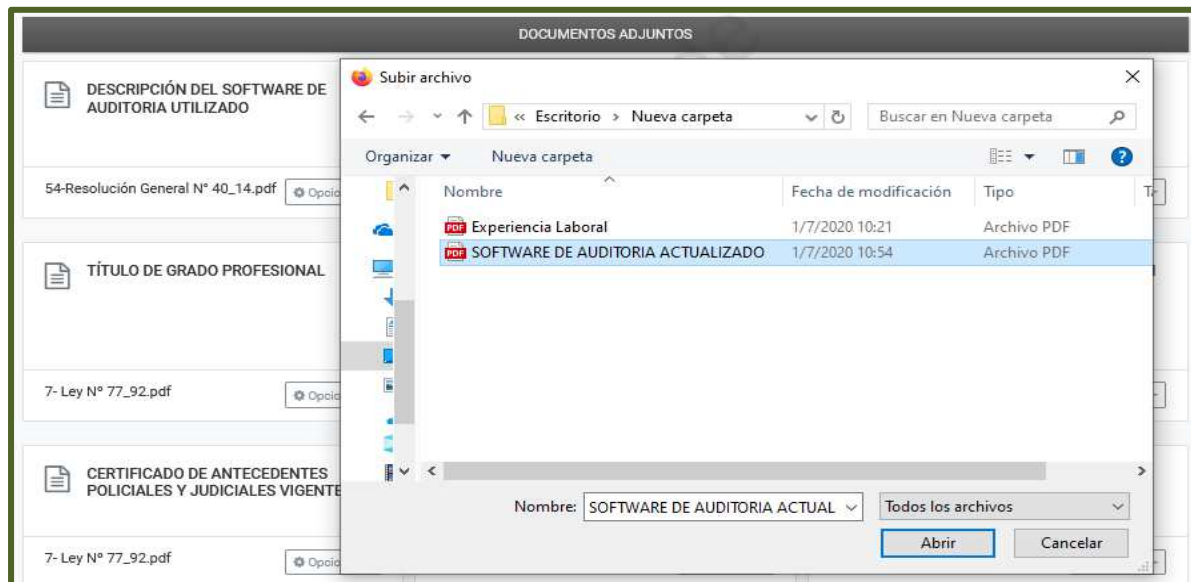 DOCUMENTOS ADJUNTOS
DESCRIPCIÓN DEL SOFTWARE DE
AUDITORIA UTILIZADO
54-Resolución General N° 40_14.pdf
TÍTULO DE GRADO PROFESIONAL
7- Ley Nº 77_92.pdf
CERTIFICADO DE ANTECEDENTES
POLICIALES Y JUDICIALES VIGENTE
7- Ley Nº 77_92.pdf
Subir archivo
« Escritorio > Nueva carpeta
Buscar en Nueva carpeta
Organizar Nueva carpeta
Nombre Fecha de modificación Tipo
PDF Experiencia Laboral 1/7/2020 10:21 Archivo PDF
PDF SOFTWARE DE AUDITORIA ACTUALIZADO 1/7/2020 10:54 Archivo PDF
Nombre: SOFTWARE DE AUDITORIA ACTUAL Todos los archivos
Abrir Cancelar